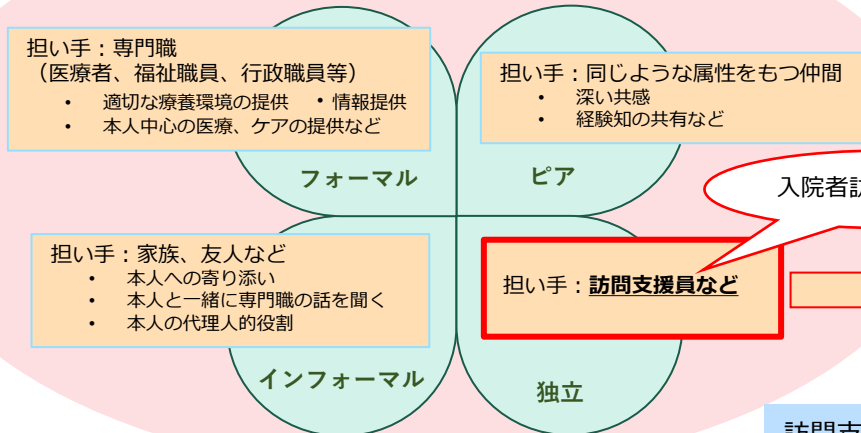 担い手：専門職
（医療者、福祉職員、行政職員等）
• 適切な療養環境の提供 ・情報提供
• 本人中心の医療、ケアの提供など
フォーマル
担い手：同じような属性をもつ仲間
• 深い共感
• 経験知の共有など
ピア
入院者訪
担い手：家族、友人など
• 本人への寄り添い
• 本人と一緒に専門職の話を聞く
• 本人の代理人的役割
インフォーマル
担い手：訪問支援員など
独立
訪問支